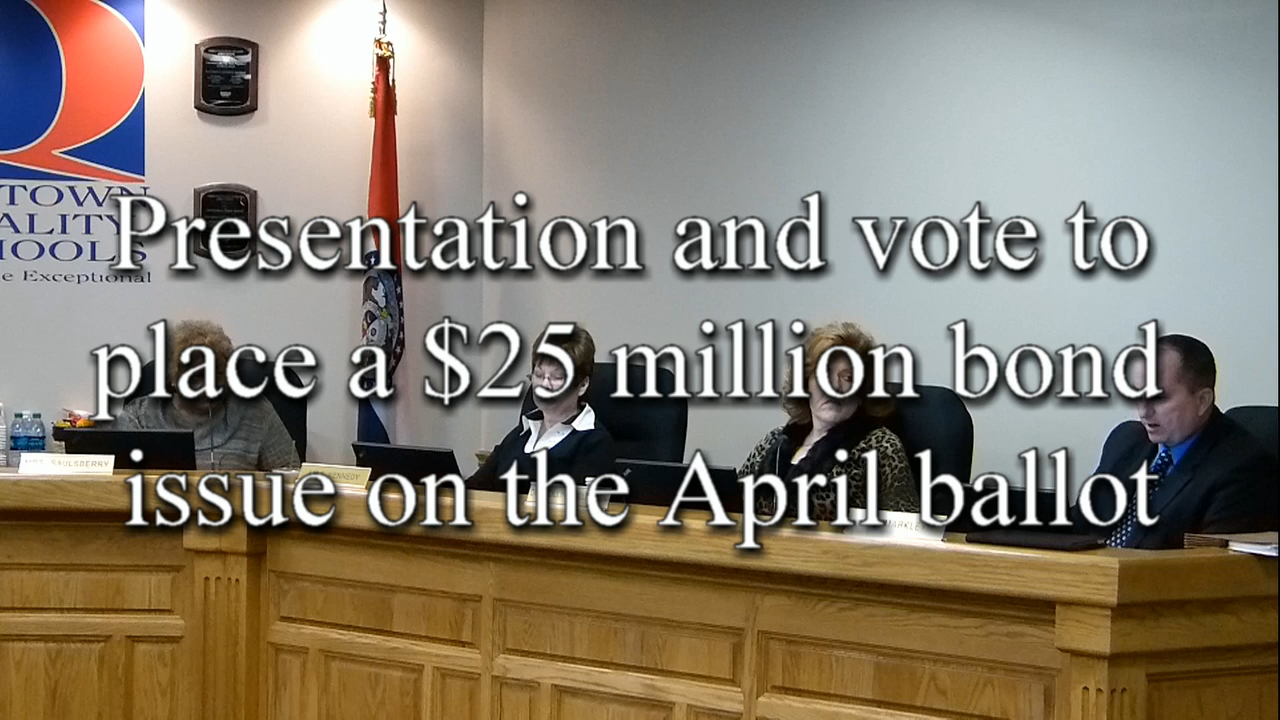 TOWN
ALITY
HOOLS
e Exceptional
Presentation and vote to
place a $25 million bond
issue on the April ballot
SAULSBERRY
KENNEDY
MARKLE